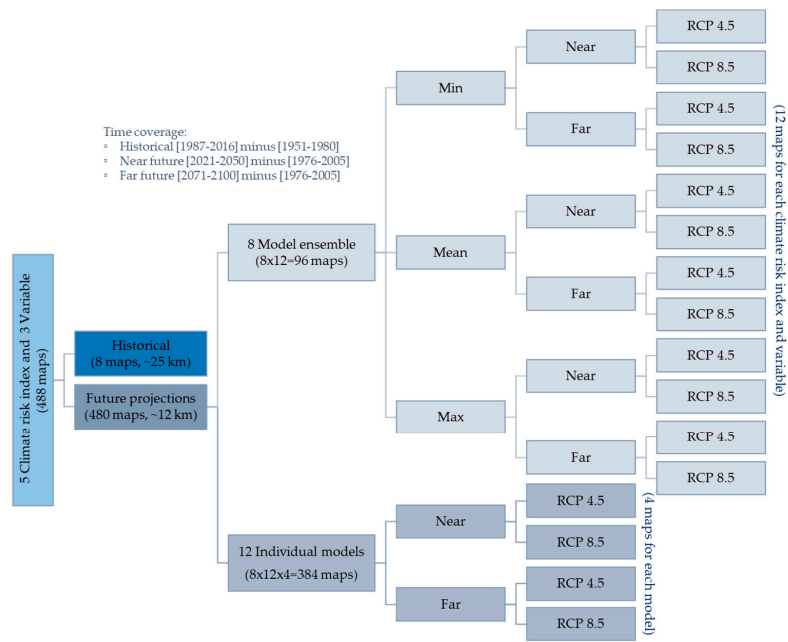 Time coverage:
▫ Historical [1987-2016] minus [1951-1980]
▫ Near future [2021-2050] minus [1976-2005]
▫ Far future [2071-2100] minus [1976-2005]
5 Climate risk index and 3 Variable
(488 maps)
Historical
(8 maps, ~25 km)
Future projections
(480 maps, ~12 km)
8 Model ensemble
(8x12=96 maps)
Min
Near
RCP 4.5
RCP 8.5
Far
RCP 4.5
RCP 8.5
Mean
Near
RCP 4.5
RCP 8.5
Far
RCP 4.5
RCP 8.5
Max
Near
RCP 4.5
RCP 8.5
Far
RCP 4.5
RCP 8.5
(12 maps for each climate risk index and variable)
12 Individual models
(8x12x4=384 maps)
Near
RCP 4.5
RCP 8.5
Far
RCP 4.5
RCP 8.5
(4 maps for each model)